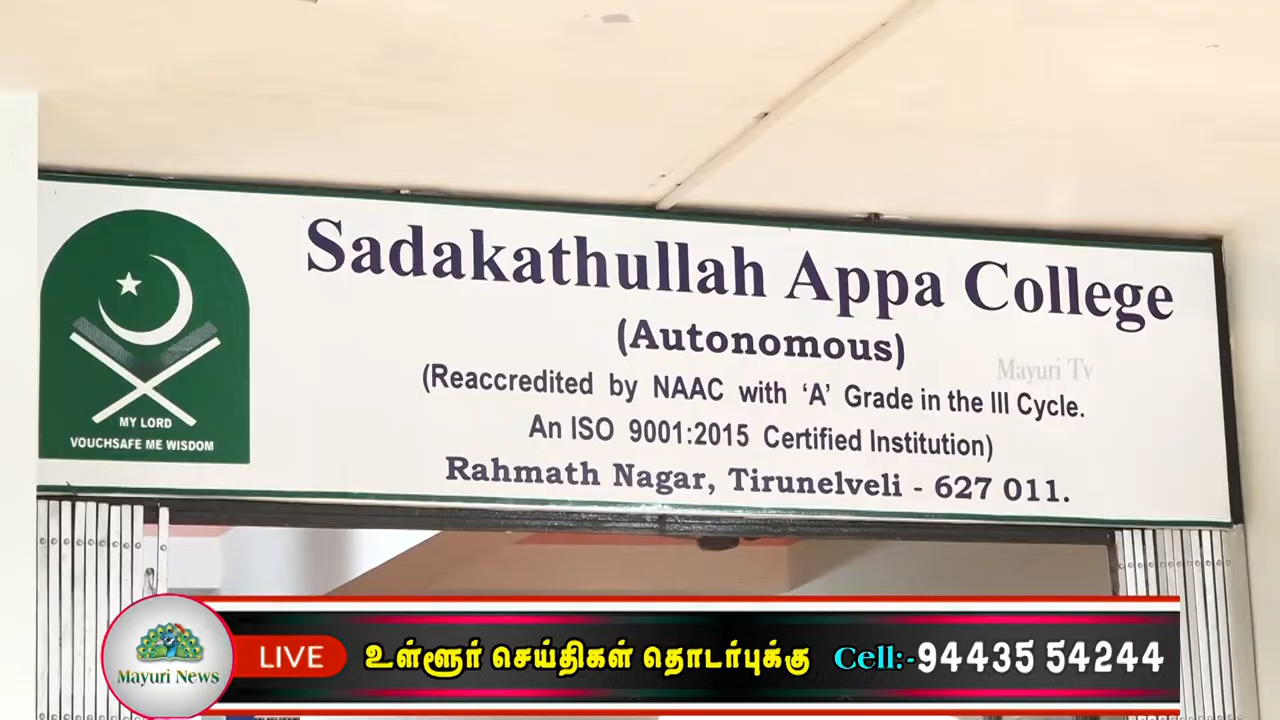 Sadakathullah Appa College
(Autonomous)
(Reaccredited by NAAC with ‘A’ Grade in the III Cycle.
An ISO 9001:2015 Certified Institution)
Rahmath Nagar, Tirunelveli - 627 011.
MY LORD
VOUCHSAFE ME WISDOM
Mayuri Tv
Mayuri News
LIVE
உள்ளூர் செய்திகள் தொடர்புக்கு Cell:-94435 54244